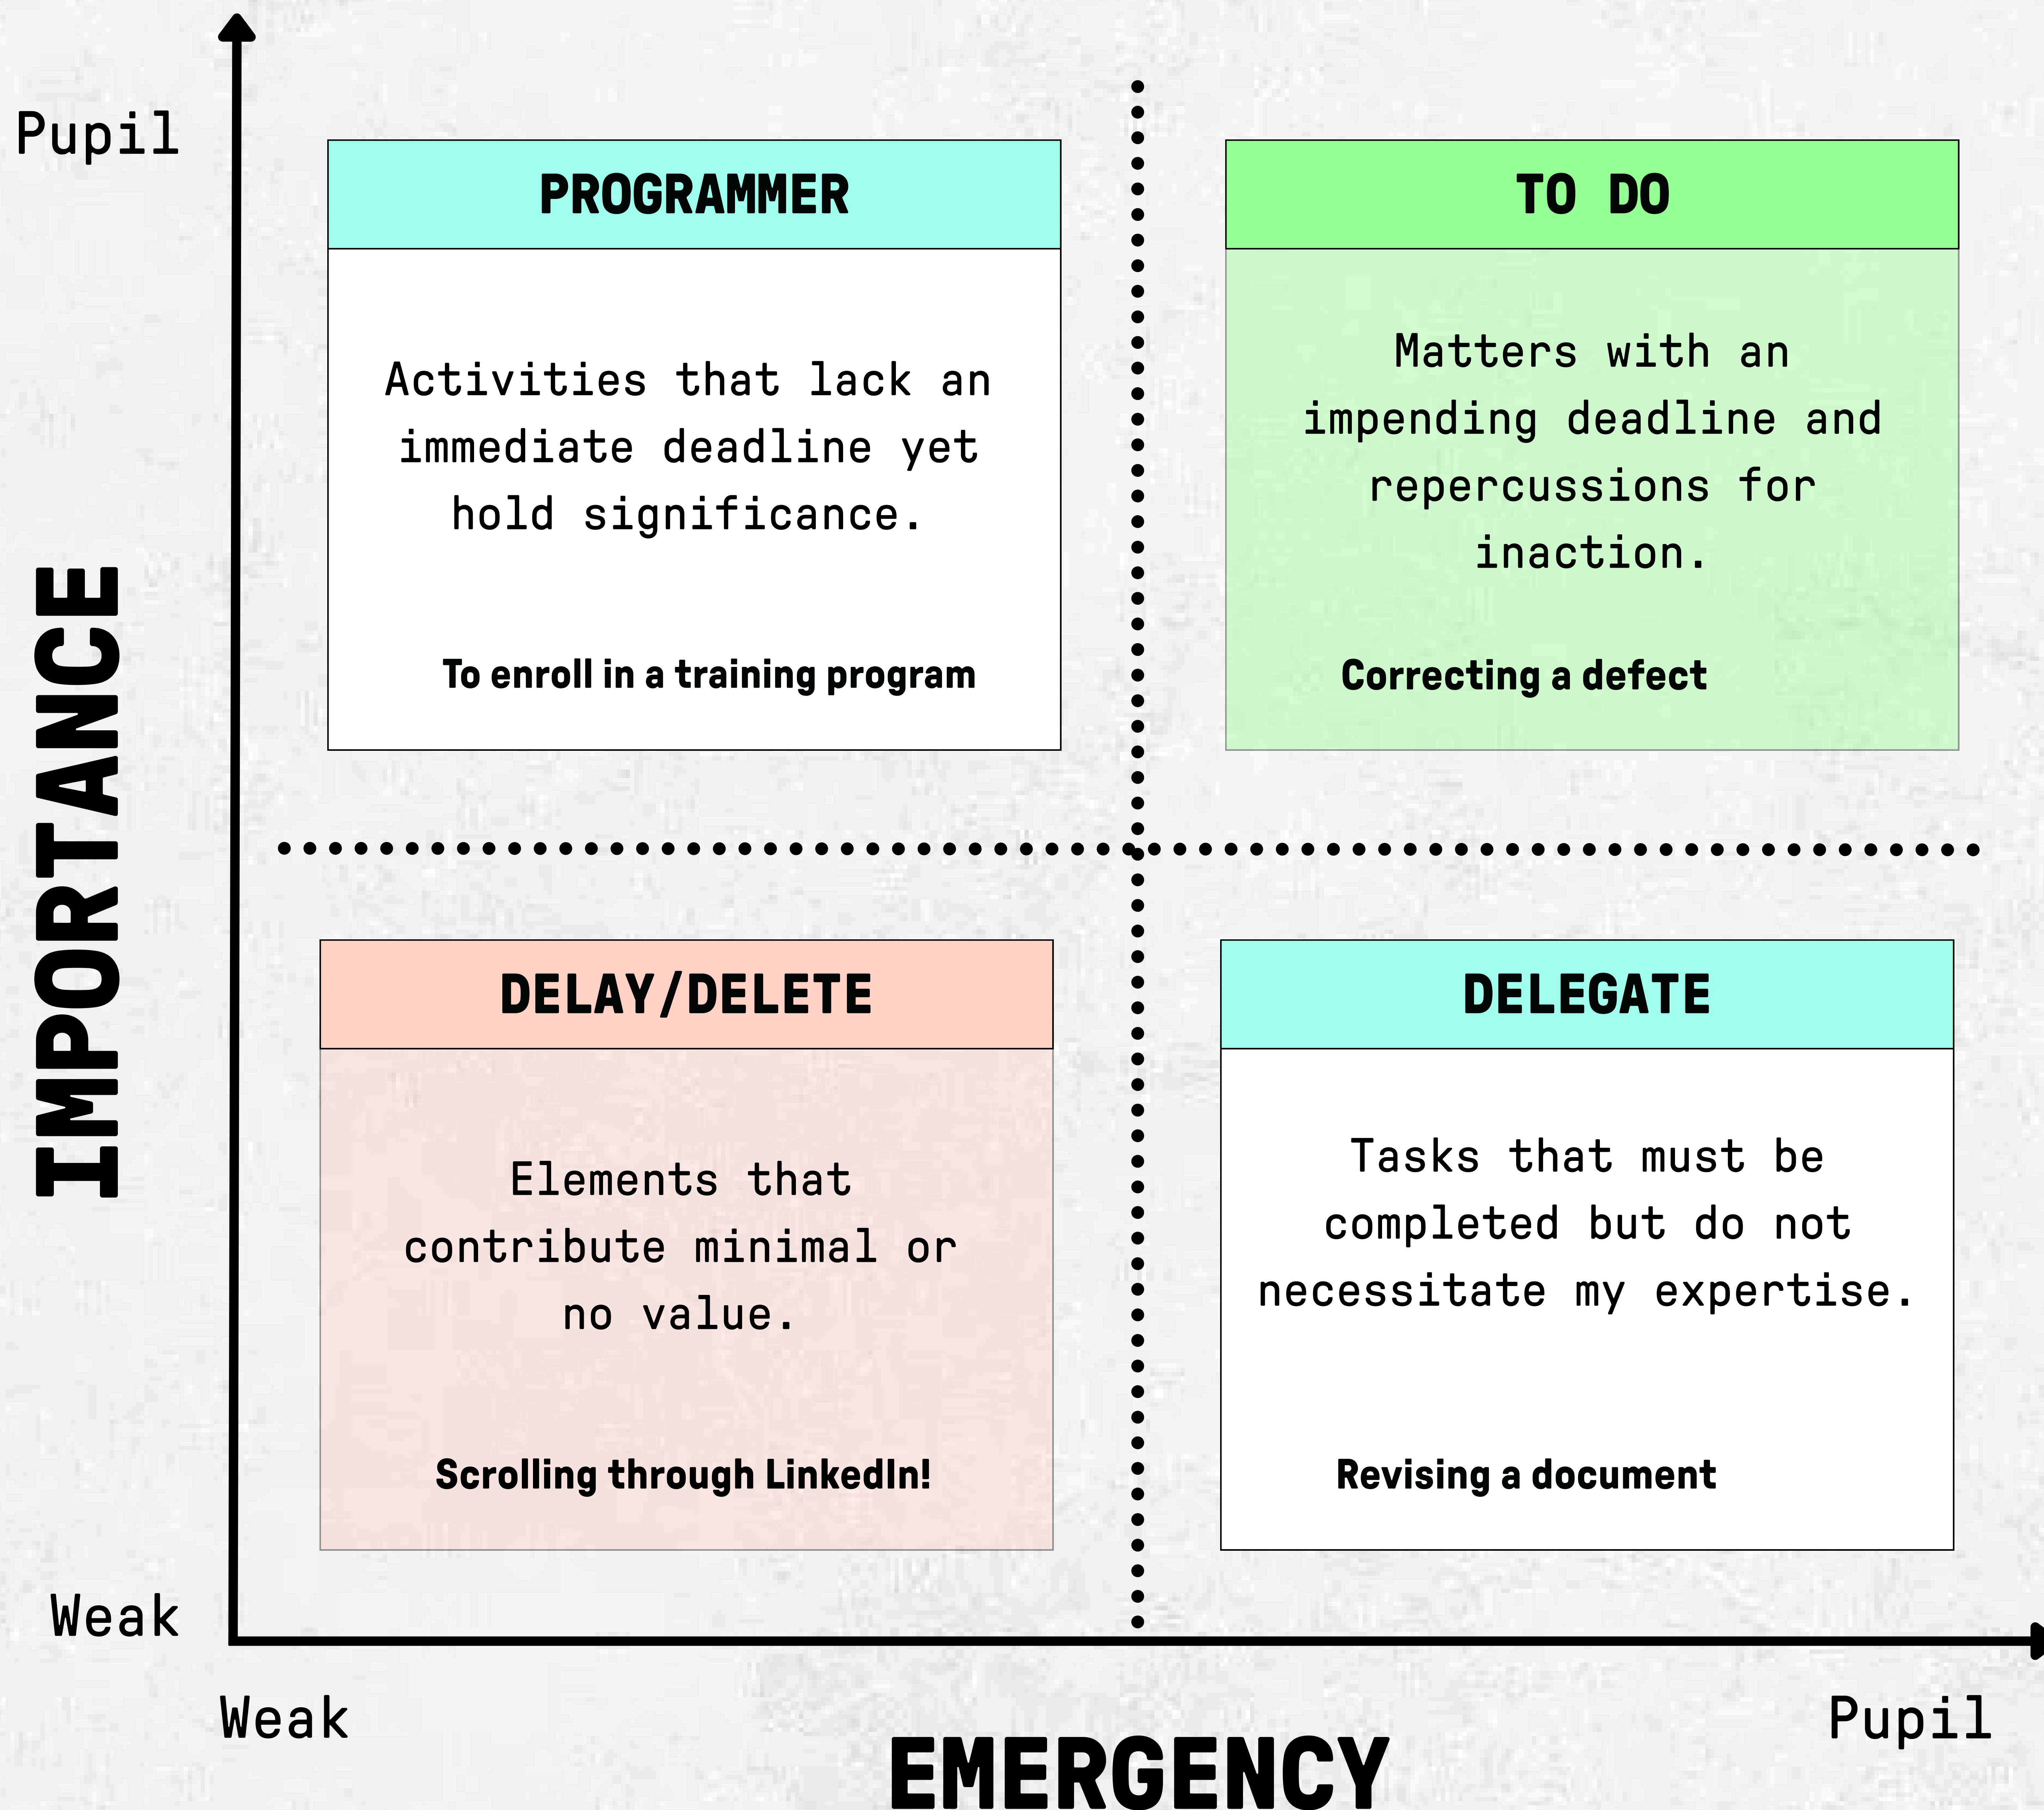 Pupil
PROGRAMMER
Activities that lack an
immediate deadline yet
hold significance.
To enroll in a training program
TO DO
Matters with an
impending deadline and
repercussions for
inaction.
Correcting a defect
IMPORTANCE
DELAY/DELETE
Elements that
contribute minimal or
no value.
Scrolling through LinkedIn!
DELEGATE
Tasks that must be
completed but do not
necessitate my expertise.
Revising a document
Weak
Weak
Pupil
EMERGENCY